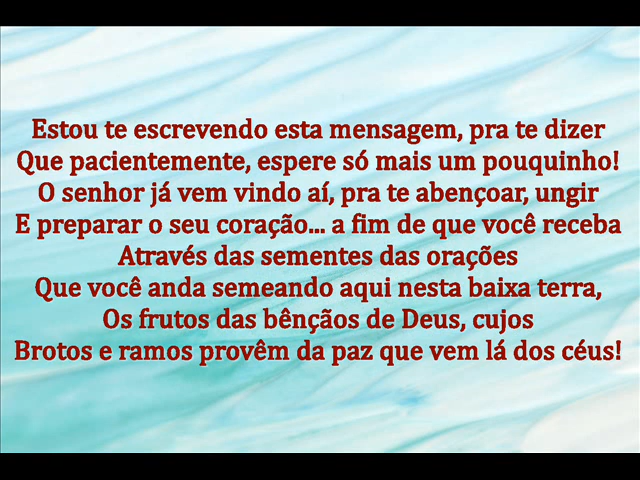 Estou te escrevendo esta mensagem, pra te dizer
Que pacientemente, espere só mais um pouquinho!
O senhor já vem vindo aí, pra te abençoar, ungir
E preparar o seu coração... a fim de que você receba
Através das sementes das orações
Que você anda semeando aqui nesta baixa terra,
Os frutos das bênçãos de Deus, cujos
Brotos e ramos provêm da paz que vem lá dos céus!